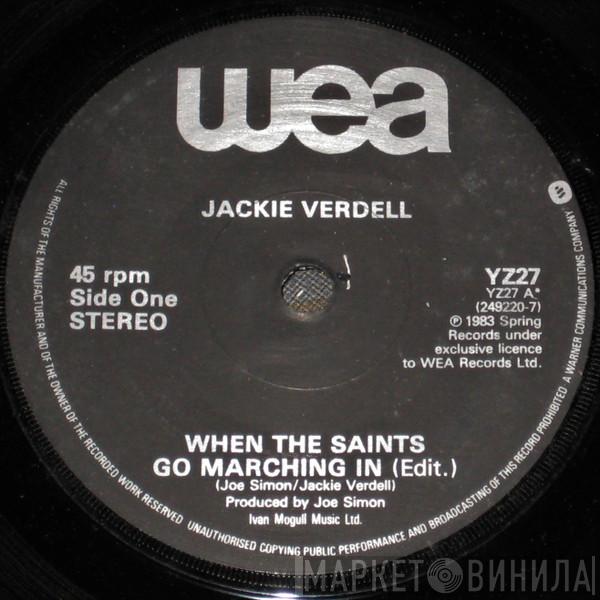 wea
JACKIE VERDELL
45 rpm
Side One
STEREO
YZ27
YZ27 A*
(249220-7)
℗ 1983 Spring
Records under
exclusive licence
to WEA Records Ltd.
WHEN THE SAINTS
GO MARCHING IN (Edit.)
(Joe Simon/Jackie Verdell)
Produced by Joe Simon
Ivan Mogull Music Ltd.
ALL RIGHTS OF THE MANUFACTURER AND OF THE OWNER OF THE RECORDED WORK RESERVED UNAUTHORISED COPYING PUBLIC PERFORMANCE AND BROADCASTING OF THIS RECORD PROHIBITED A WARNER COMMUNICATIONS COMPANY
МАРКЕТ ВИНИЛА